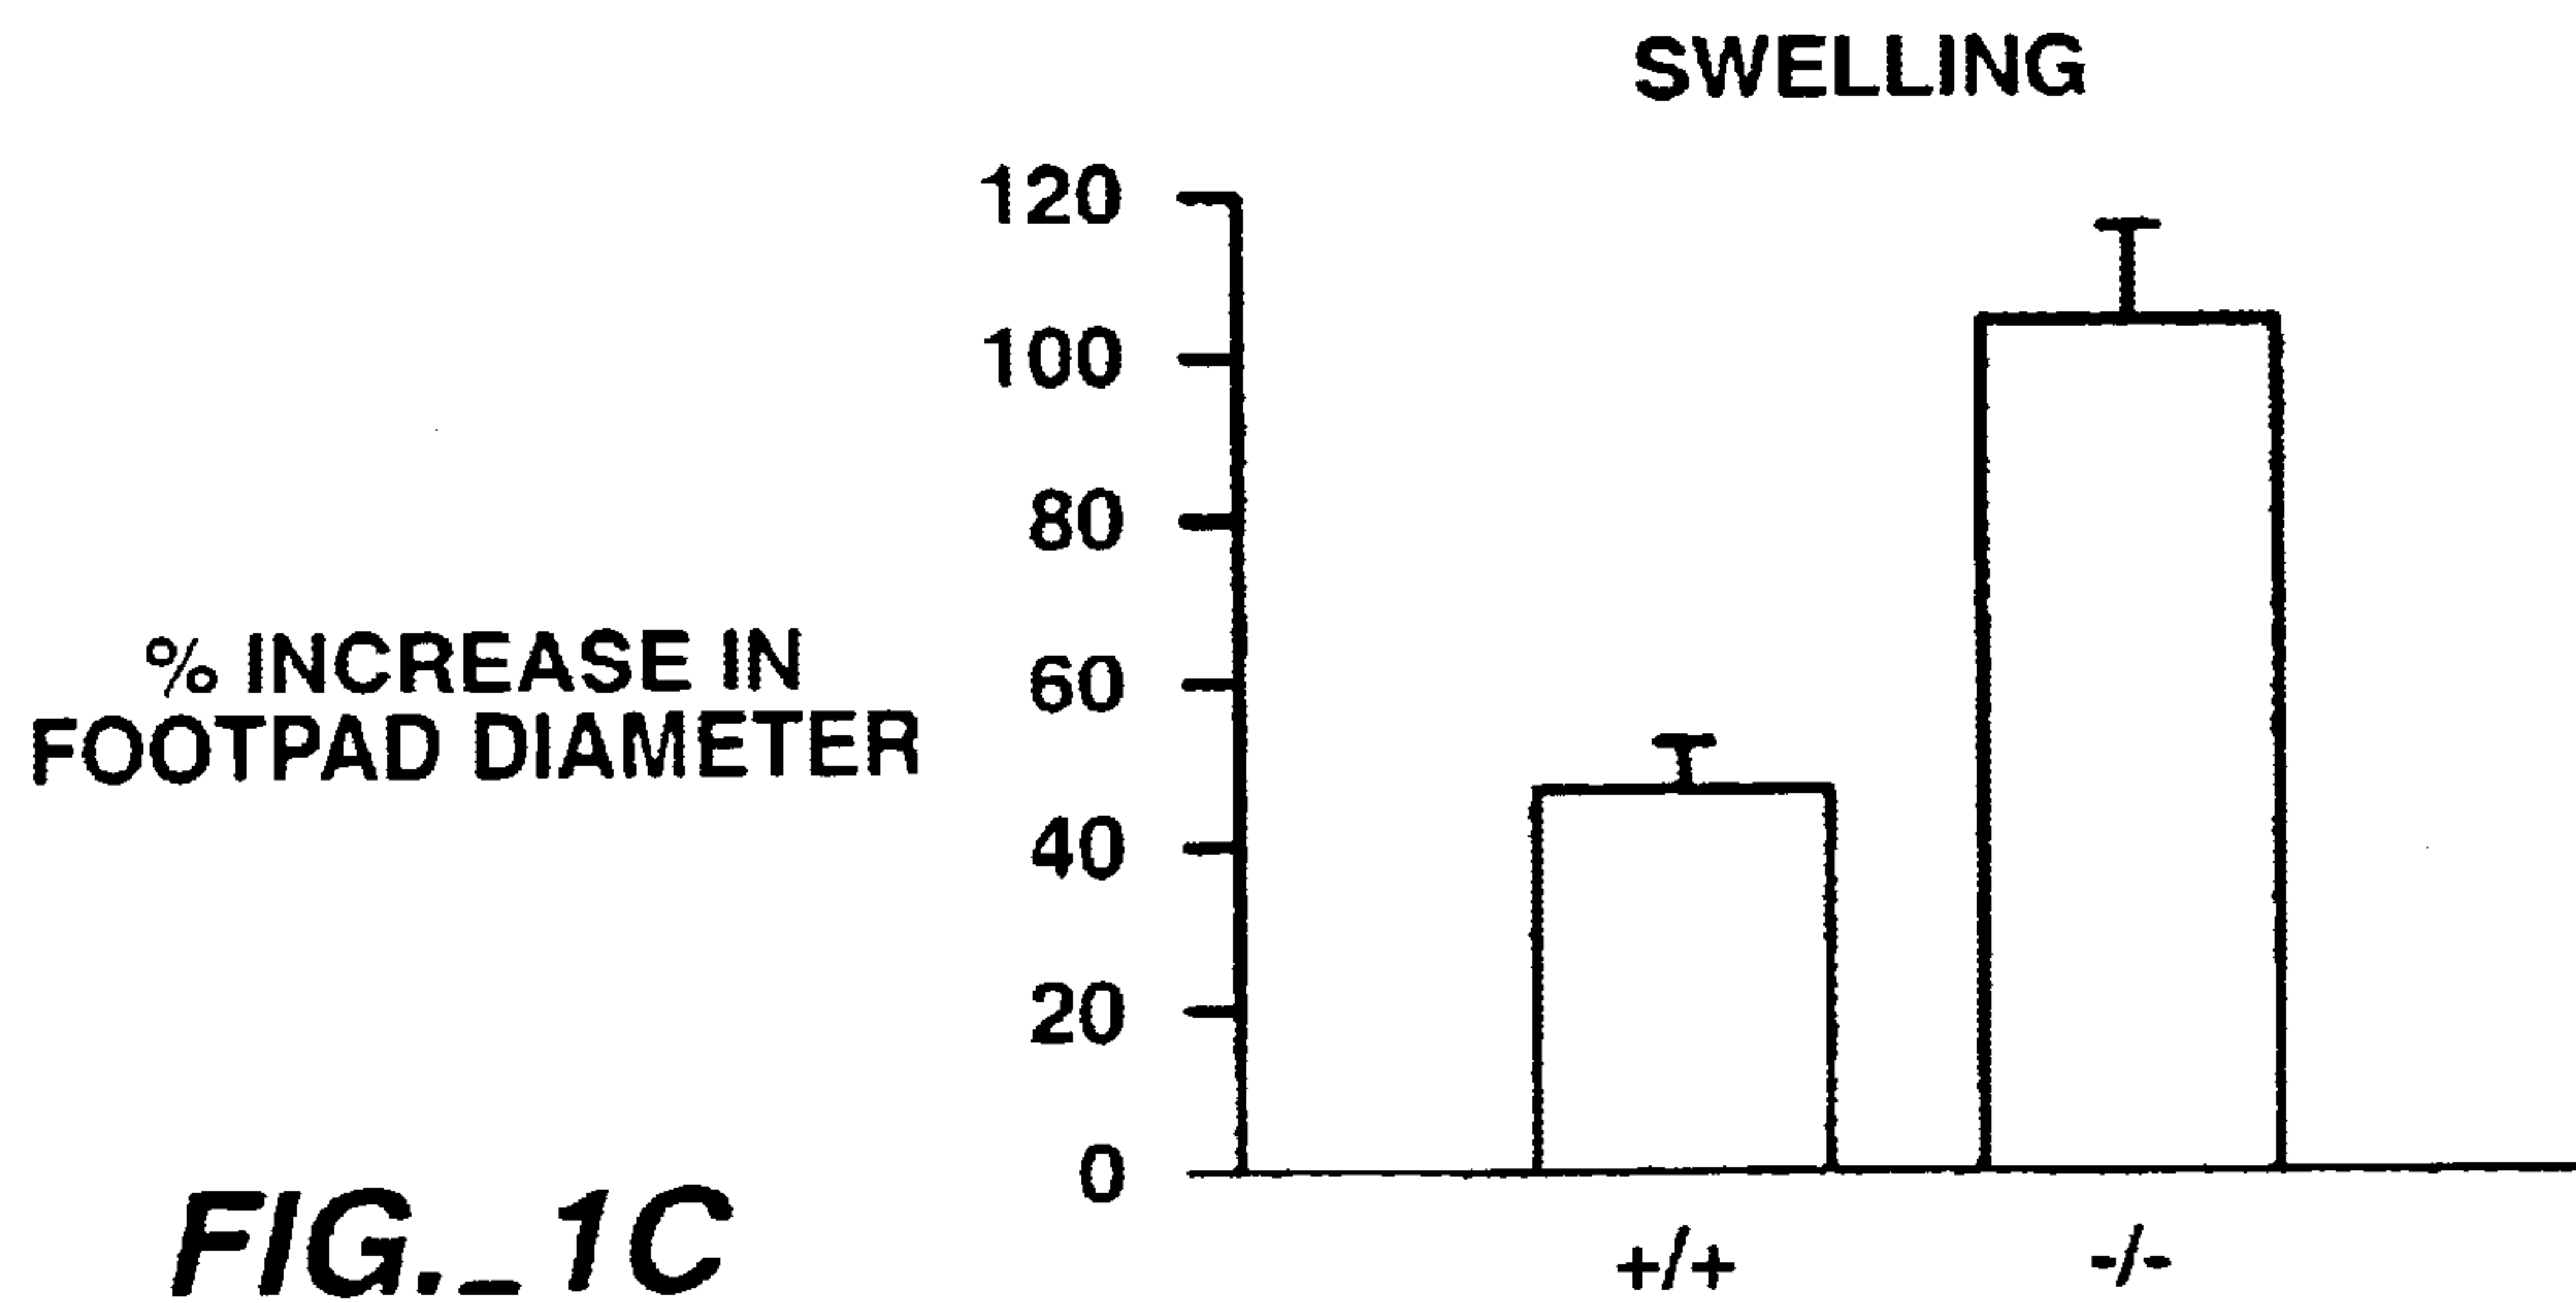 SWELLING
120
100
80
60
40
20
0
% INCREASE IN
FOOTPAD DIAMETER
+/+
-/-
FIG._1C